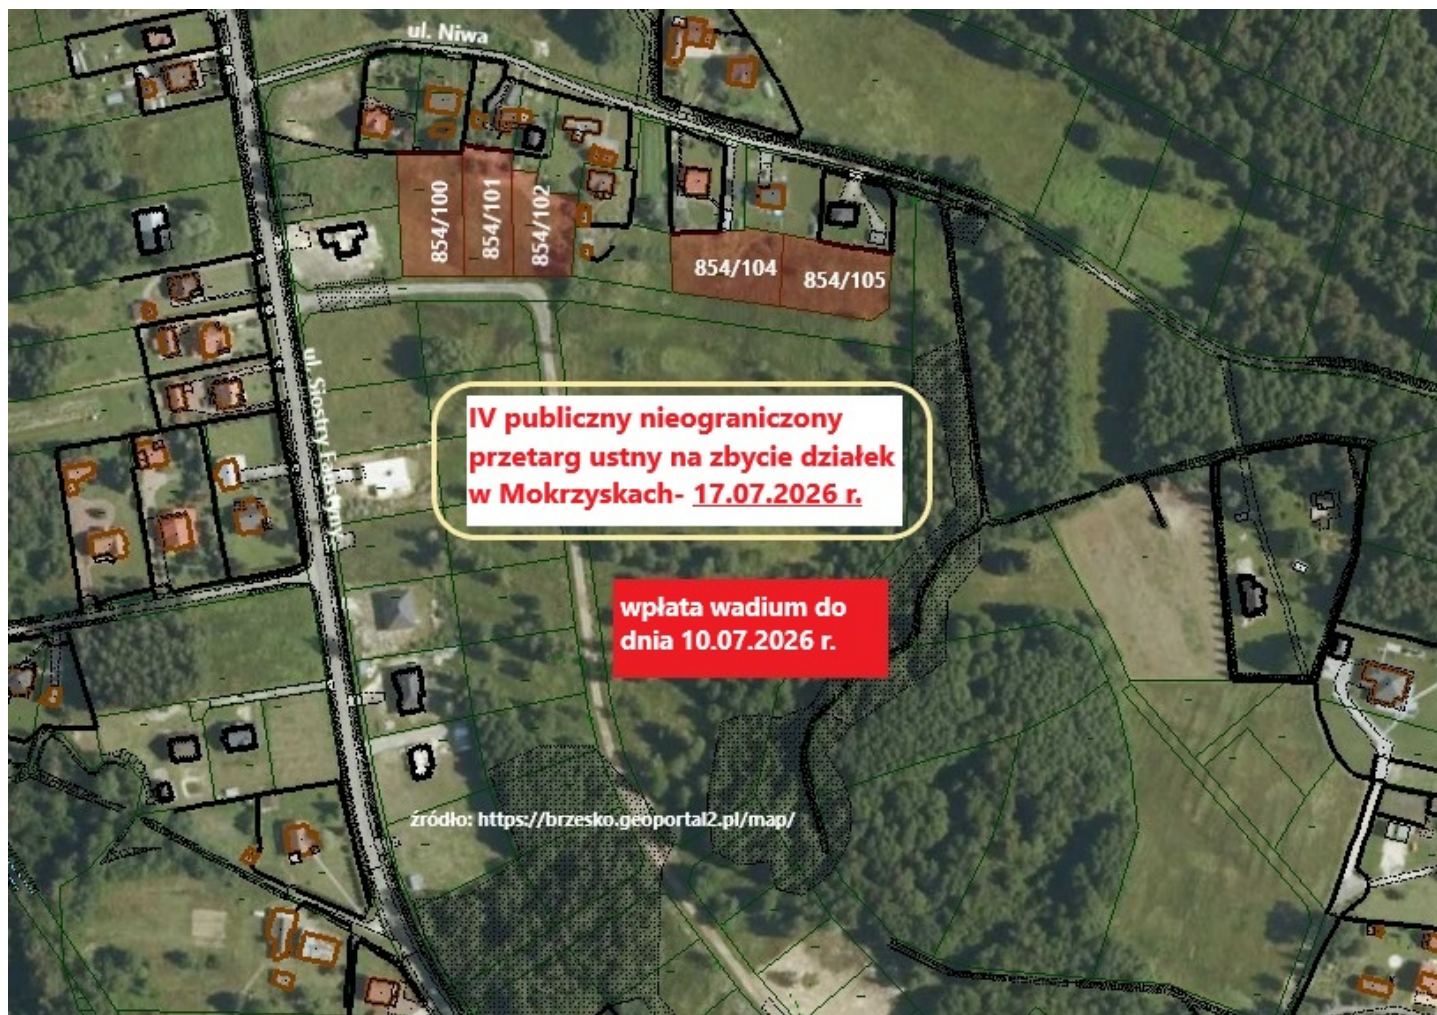 ul. Niwa
854/100
854/101
854/102
854/104
854/105
ul. Siostry Faustyny
IV publiczny nieograniczony
przetarg ustny na zbycie działek
w Mokrzyskach- 17.07.2026 r.
wpłata wadium do
dnia 10.07.2026 r.
źródło: https://brzesko.geoportal2.pl/map/